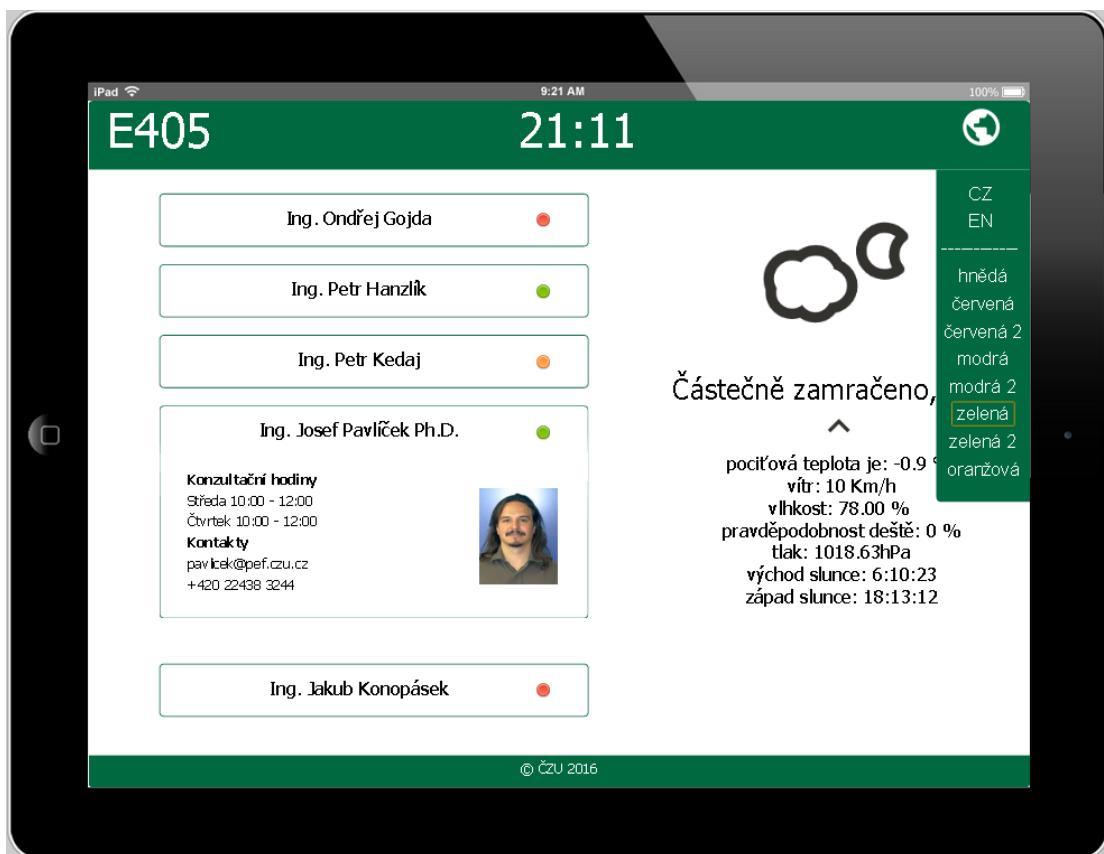 iPad 9:21 AM 100%
E405 21:11
Ing. Ondřej Gojda
Ing. Petr Hanzlík
Ing. Petr Kedaj
Ing. Josef Pavlíček Ph.D.
Konzultační hodiny
Středa 10:00 - 12:00
Čtvrtek 10:00 - 12:00
Kontakty
pavlicek@pef.czu.cz
+420 22438 3244
Ing. Jakub Konopásek
Částečně zamračeno,
pociťová teplota je: -0.9 °
vítr: 10 Km/h
vlhkost: 78.00 %
pravděpodobnost deště: 0 %
tlak: 1018.63hPa
východ slunce: 6:10:23
západ slunce: 18:13:12
CZ
EN
------------
hnědá
červená
červená 2
modrá
modrá 2
zelená
zelená 2
oranžová
© ČZU 2016